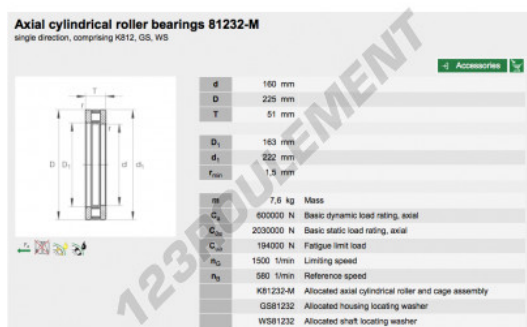 Axial cylindrical roller bearings 81232-M
single direction, comprising K812, GS, WS
Accessories
d 160 mm
D 225 mm
T 51 mm
D1 163 mm
d1 222 mm
rmin 1,5 mm
m 7,6 kg Mass
Ca 600000 N Basic dynamic load rating, axial
C0a 2030000 N Basic static load rating, axial
Cua 194000 N Fatigue limit load
nG 1500 1/min Limiting speed
nB 580 1/min Reference speed
K81232-M Allocated axial cylindrical roller and cage assembly
GS81232 Allocated housing locating washer
WS81232 Allocated shaft locating washer
T
r
r
D D1 d d1
123ROULEMENT